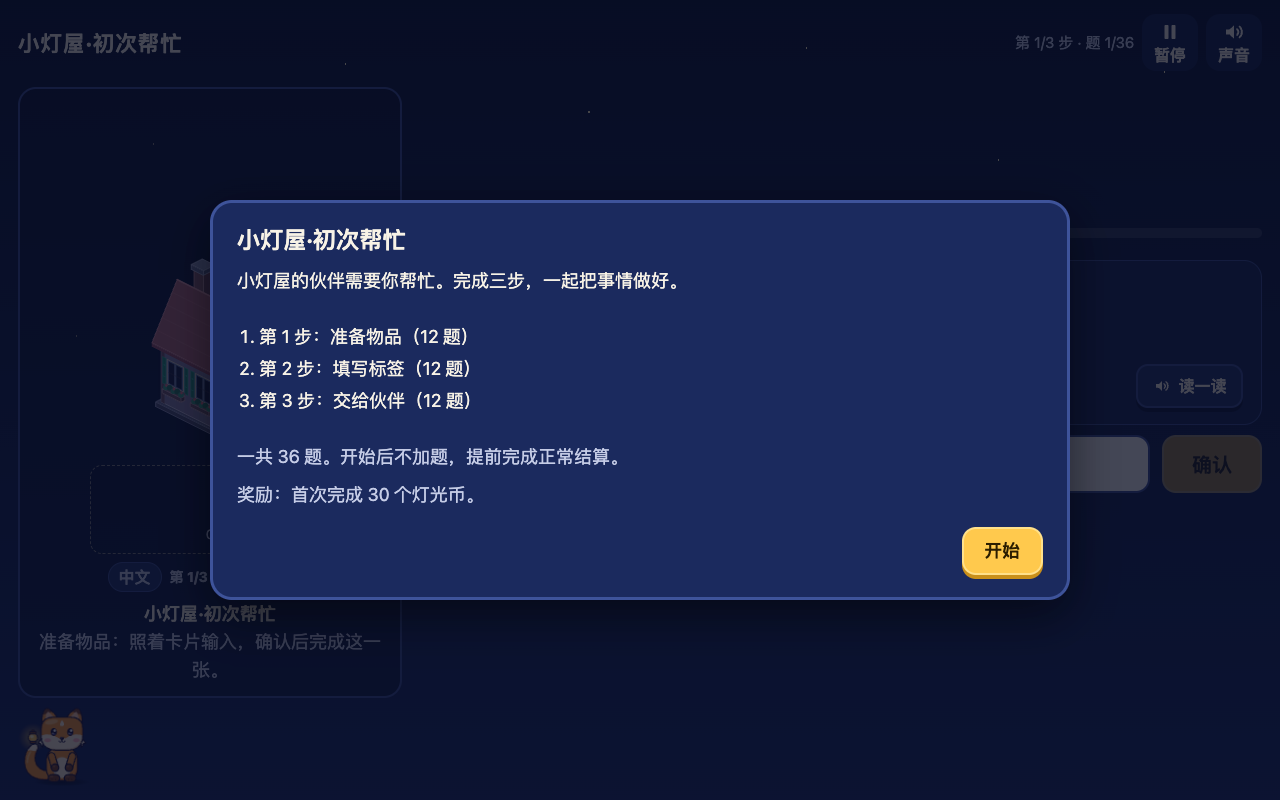 小灯屋·初次帮忙
第 1/3 步 · 题 1/36
暂停
声音
小灯屋·初次帮忙
小灯屋的伙伴需要你帮忙。完成三步，一起把事情做好。
1. 第 1 步：准备物品（12 题）
2. 第 2 步：填写标签（12 题）
3. 第 3 步：交给伙伴（12 题）
一共 36 题。开始后不加题，提前完成正常结算。
奖励：首次完成 30 个灯光币。
开始
读一读
确认
中文
第 1/3
小灯屋·初次帮忙
准备物品：照着卡片输入，确认后完成这一
张。